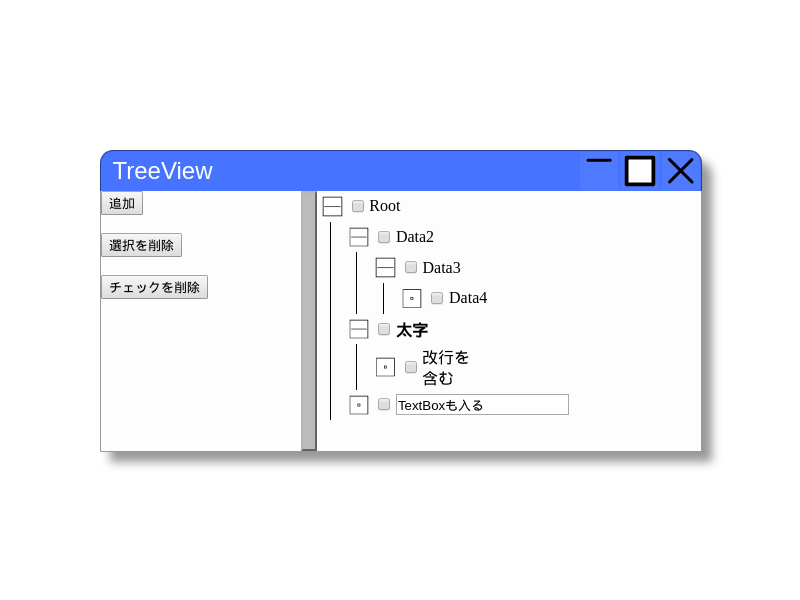 TreeView
追加
選択を削除
チェックを削除
Root
Data2
Data3
Data4
太字
改行を
含む
TextBoxも入る